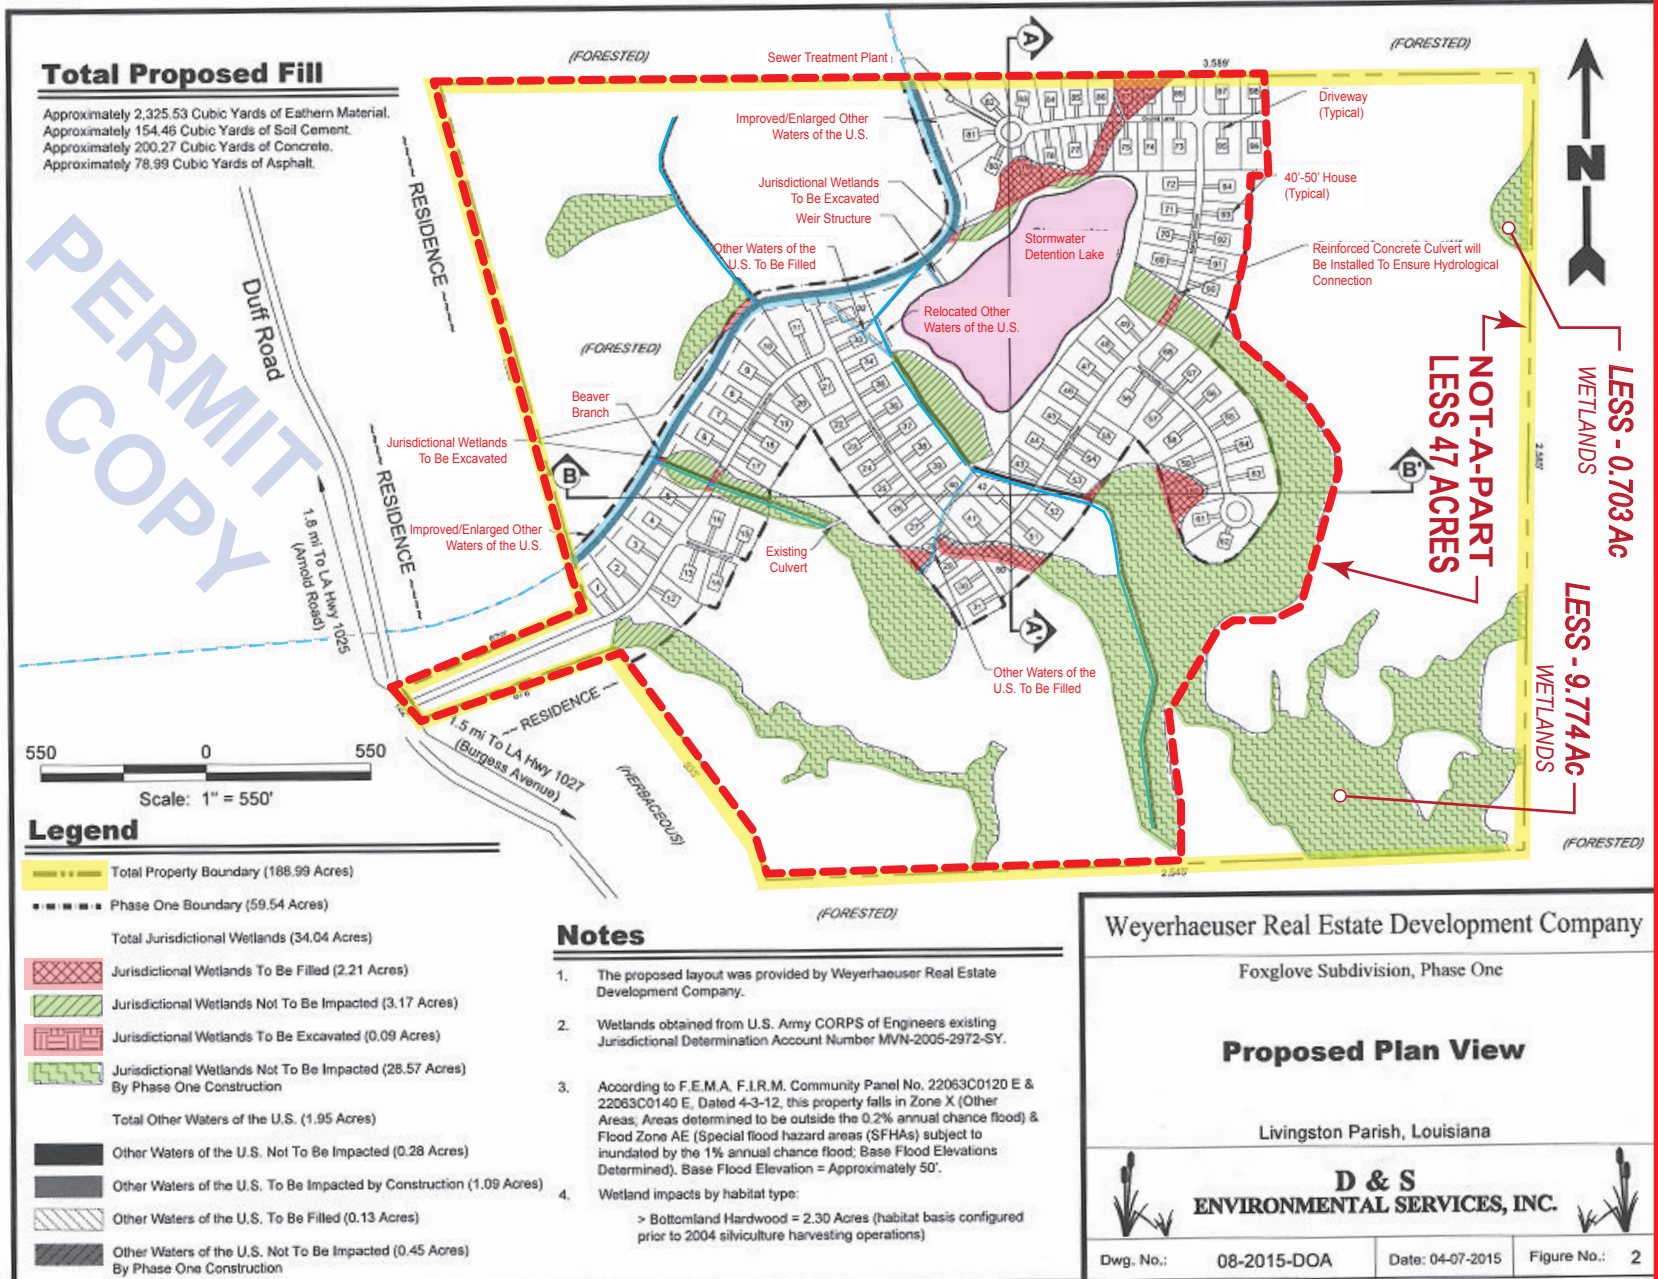 Total Proposed Fill
Approximately 2,325.53 Cubic Yards of Eathern Material.
Approximately 154.46 Cubic Yards of Soil Cement.
Approximately 200.27 Cubic Yards of Concrete.
Approximately 78.99 Cubic Yards of Asphalt.
PERMIT
COPY
(FORESTED)
(FORESTED)
Sewer Treatment Plant
A
3,589'
Driveway
(Typical)
Improved/Enlarged Other
Waters of the U.S.
Jurisdictional Wetlands
To Be Excavated
Weir Structure
40'-50' House
(Typical)
Other Waters of the
U.S. To Be Filled
Stormwater
Detention Lake
Reinforced Concrete Culvert will
Be Installed To Ensure Hydrological
Connection
Relocated Other
Waters of the U.S.
N
RESIDENCE
Duff Road
(FORESTED)
Beaver
Branch
Jurisdictional Wetlands
To Be Excavated
B
B'
RESIDENCE
Improved/Enlarged Other
Waters of the U.S.
Existing
Culvert
1.8 mi To LA Hwy 1025
(Arnold Road)
A'
Other Waters of the
U.S. To Be Filled
NOT-A-PART
LESS 47 ACRES
LESS - 0.703 Ac
WETLANDS
LESS - 9.774 Ac
WETLANDS
2,585'
RESIDENCE
1.5 mi To LA Hwy 1027
(Burgess Avenue)
(HERBACEOUS)
2,545'
(FORESTED)
(FORESTED)
550 0 550
Scale: 1" = 550'
Legend
Total Property Boundary (188.99 Acres)
Phase One Boundary (59.54 Acres)
Total Jurisdictional Wetlands (34.04 Acres)
Jurisdictional Wetlands To Be Filled (2.21 Acres)
Jurisdictional Wetlands Not To Be Impacted (3.17 Acres)
Jurisdictional Wetlands To Be Excavated (0.09 Acres)
Jurisdictional Wetlands Not To Be Impacted (28.57 Acres)
By Phase One Construction
Total Other Waters of the U.S. (1.95 Acres)
Other Waters of the U.S. Not To Be Impacted (0.28 Acres)
Other Waters of the U.S. To Be Impacted by Construction (1.09 Acres)
Other Waters of the U.S. To Be Filled (0.13 Acres)
Other Waters of the U.S. Not To Be Impacted (0.45 Acres)
By Phase One Construction
Notes
1. The proposed layout was provided by Weyerhaeuser Real Estate
Development Company.
2. Wetlands obtained from U.S. Army CORPS of Engineers existing
Jurisdictional Determination Account Number MVN-2005-2972-SY.
3. According to F.E.M.A. F.I.R.M. Community Panel No. 22063C0120 E &
22063C0140 E, Dated 4-3-12, this property falls in Zone X (Other
Areas; Areas determined to be outside the 0.2% annual chance flood) &
Flood Zone AE (Special flood hazard areas (SFHAs) subject to
inundated by the 1% annual chance flood; Base Flood Elevations
Determined). Base Flood Elevation = Approximately 50'.
4. Wetland impacts by habitat type:
> Bottomland Hardwood = 2.30 Acres (habitat basis configured
prior to 2004 silviculture harvesting operations)
Weyerhaeuser Real Estate Development Company
Foxglove Subdivision, Phase One
Proposed Plan View
Livingston Parish, Louisiana
D & S
ENVIRONMENTAL SERVICES, INC.
Dwg. No.: 08-2015-DOA Date: 04-07-2015 Figure No.: 2